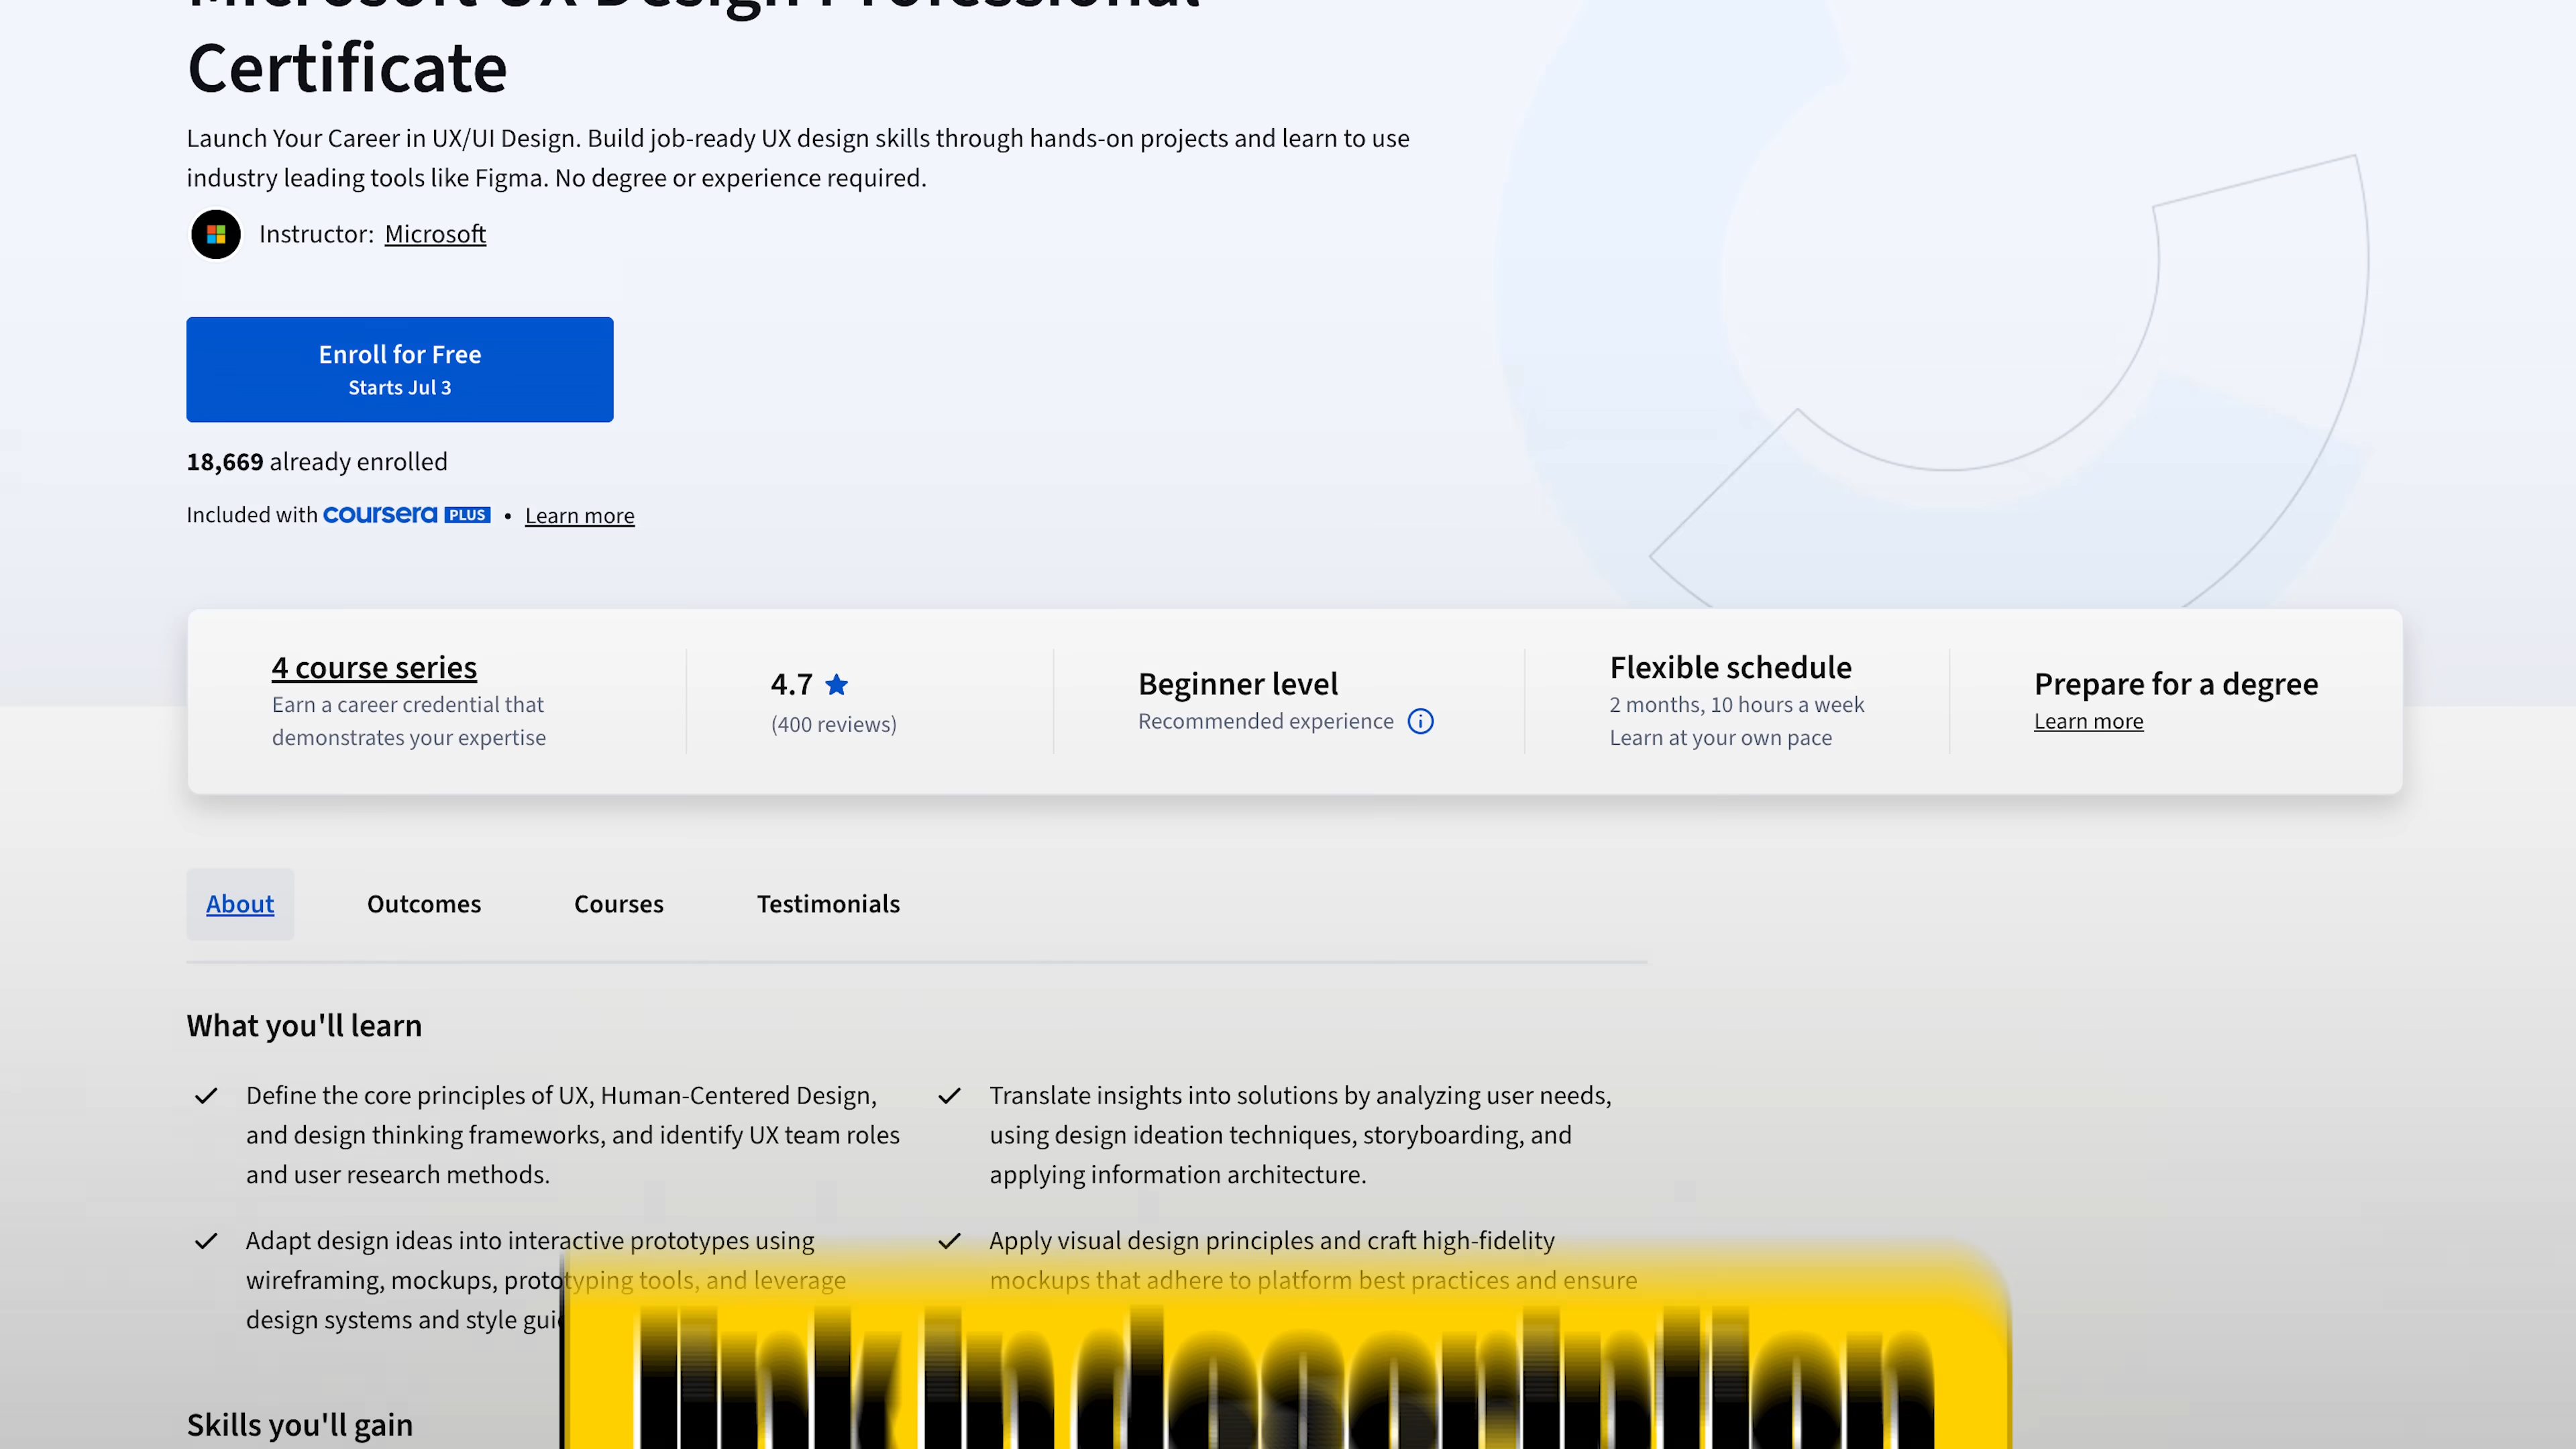 Microsoft UX Design Professional
Certificate
Launch Your Career in UX/UI Design. Build job-ready UX design skills through hands-on projects and learn to use
industry leading tools like Figma. No degree or experience required.
Instructor: Microsoft
Enroll for Free
Starts Jul 3
18,669 already enrolled
Included with coursera PLUS • Learn more
4 course series
Earn a career credential that
demonstrates your expertise
4.7
(400 reviews)
Beginner level
Recommended experience
Flexible schedule
2 months, 10 hours a week
Learn at your own pace
Prepare for a degree
Learn more
About
Outcomes
Courses
Testimonials
What you'll learn
Define the core principles of UX, Human-Centered Design,
and design thinking frameworks, and identify UX team roles
and user research methods.
Translate insights into solutions by analyzing user needs,
using design ideation techniques, storyboarding, and
applying information architecture.
Adapt design ideas into interactive prototypes using
wireframing, mockups, prototyping tools, and leverage
design systems and style
Apply visual design principles and craft high-fidelity
mockups that adhere to platform best practices and ensure
Skills you'll gain
link in description